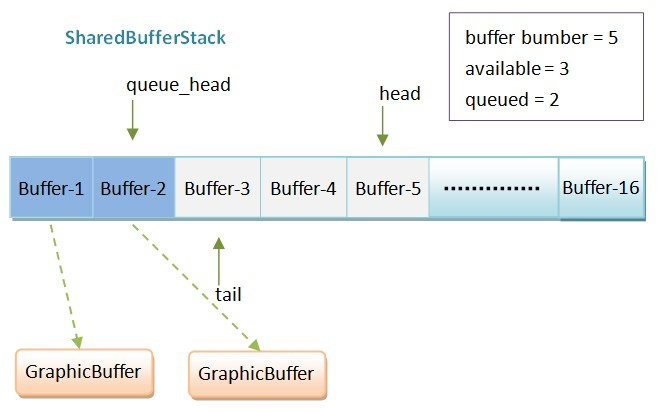 SharedBufferStack
buffer bumber = 5
available = 3
queued = 2
queue_head
head
Buffer-1 Buffer-2 Buffer-3 Buffer-4 Buffer-5 ............... Buffer-16
tail
GraphicBuffer GraphicBuffer